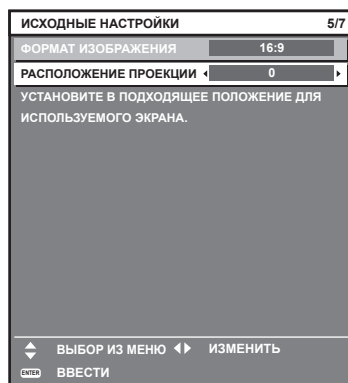 ИСХОДНЫЕ НАСТРОЙКИ 5/7
ФОРМАТ ИЗОБРАЖЕНИЯ 16:9
РАСПОЛОЖЕНИЕ ПРОЕКЦИИ 0
УСТАНОВИТЕ В ПОДХОДЯЩЕЕ ПОЛОЖЕНИЕ ДЛЯ
ИСПОЛЬЗУЕМОГО ЭКРАНА.
ВЫБОР ИЗ МЕНЮ ИЗМЕНИТЬ
ENTER ВВЕСТИ